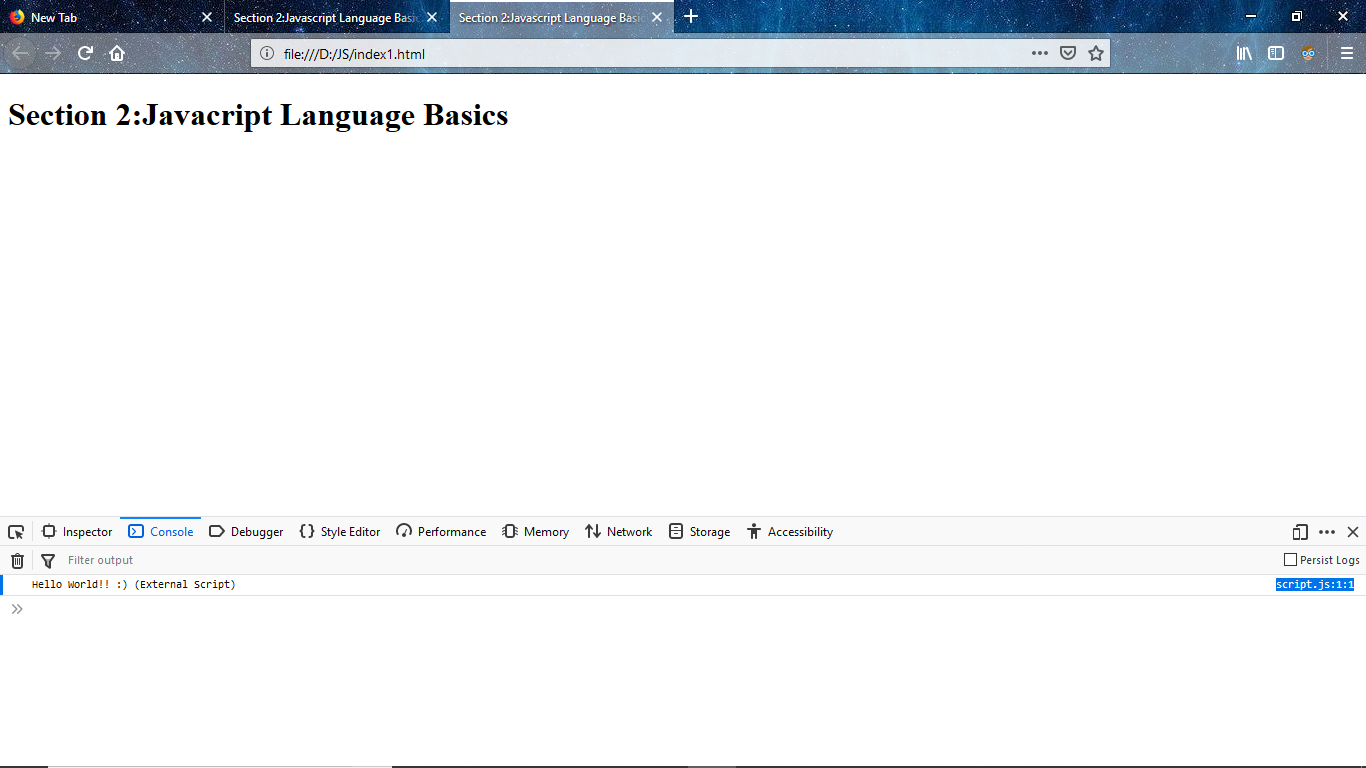 New Tab
Section 2:Javascript Language Basi
Section 2:Javascript Language Basi
file:///D:/JS/index1.html
Section 2:Javacript Language Basics
Inspector Console Debugger Style Editor Performance Memory Network Storage Accessibility
Filter output Persist Logs
Hello World!! :) (External Script) script.js:1:1